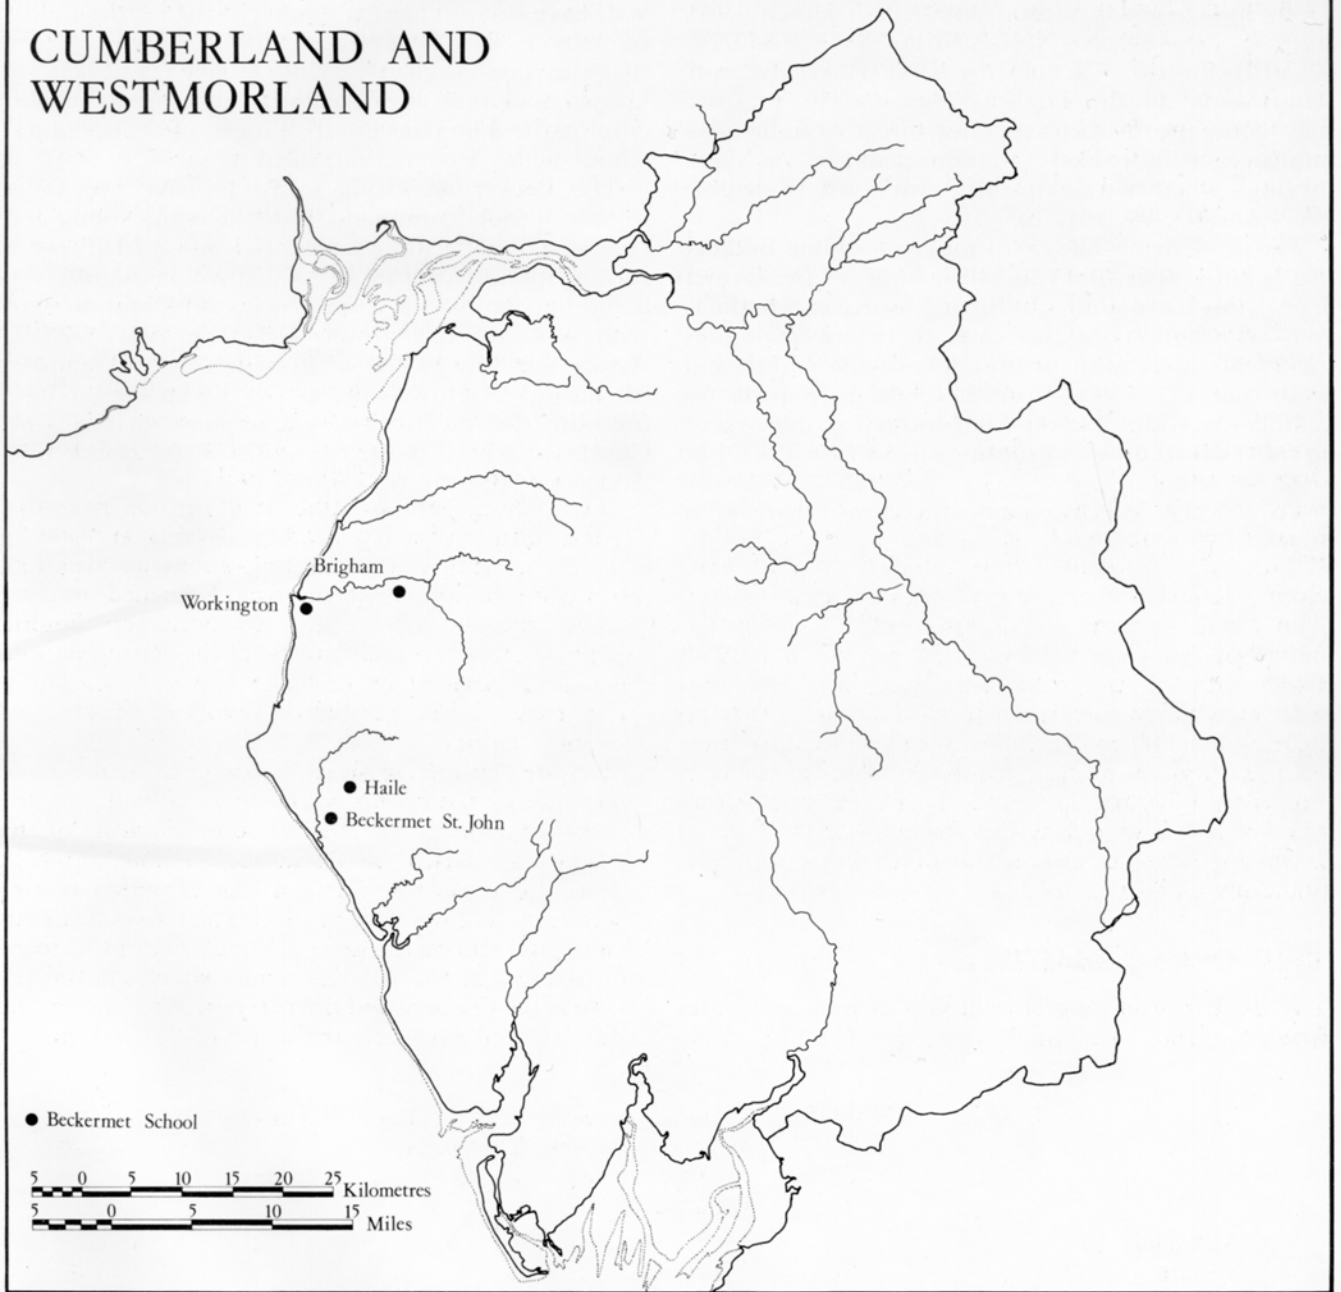 CUMBERLAND AND
WESTMORLAND
Brigham
Workington
Haile
Beckermet St. John
Beckermet School
5 0 5 10 15 20 25 Kilometres
5 0 5 10 15 Miles